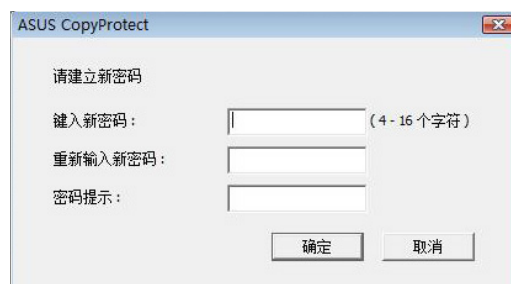 ASUS CopyProtect
请建立新密码
键入新密码： (4 - 16 个字符)
重新输入新密码：
密码提示：
确定 取消